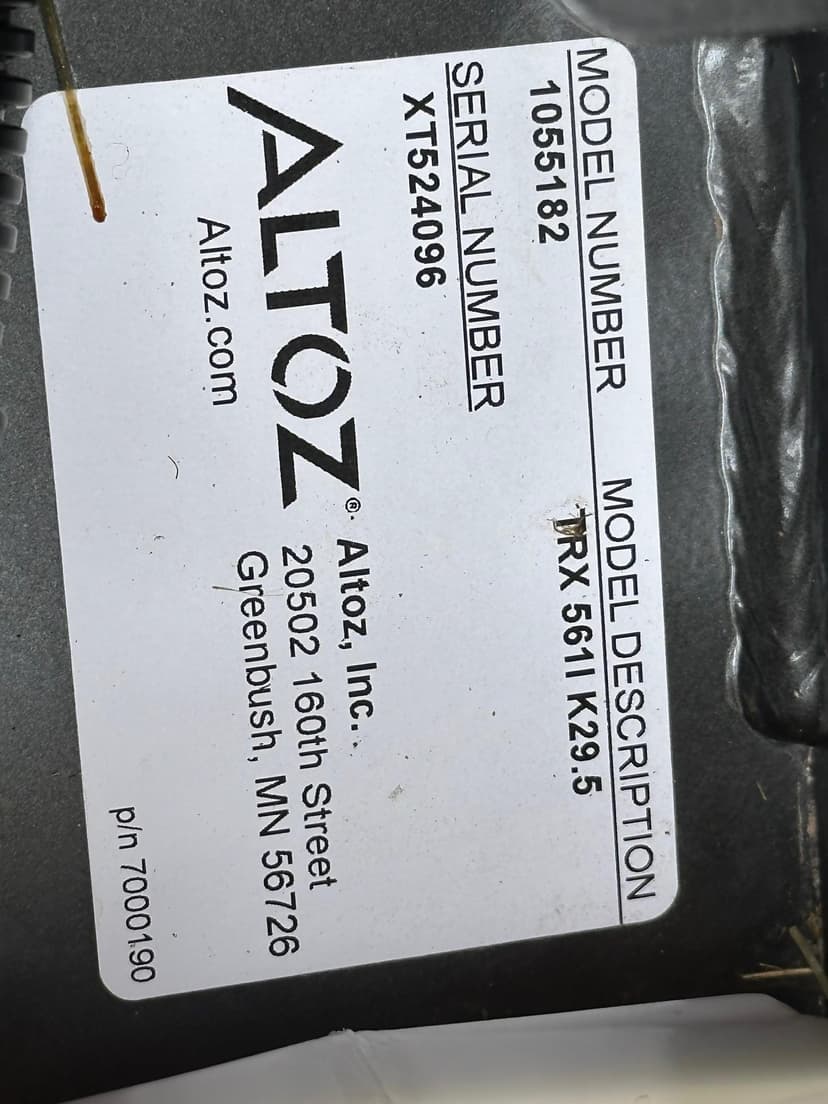 MODEL NUMBER MODEL DESCRIPTION
1055182 TRX 561I K29.5
SERIAL NUMBER
XT524096
ALTOZ®
Altoz.com
Altoz, Inc.
20502 160th Street
Greenbush, MN 56726
p/n 7000190